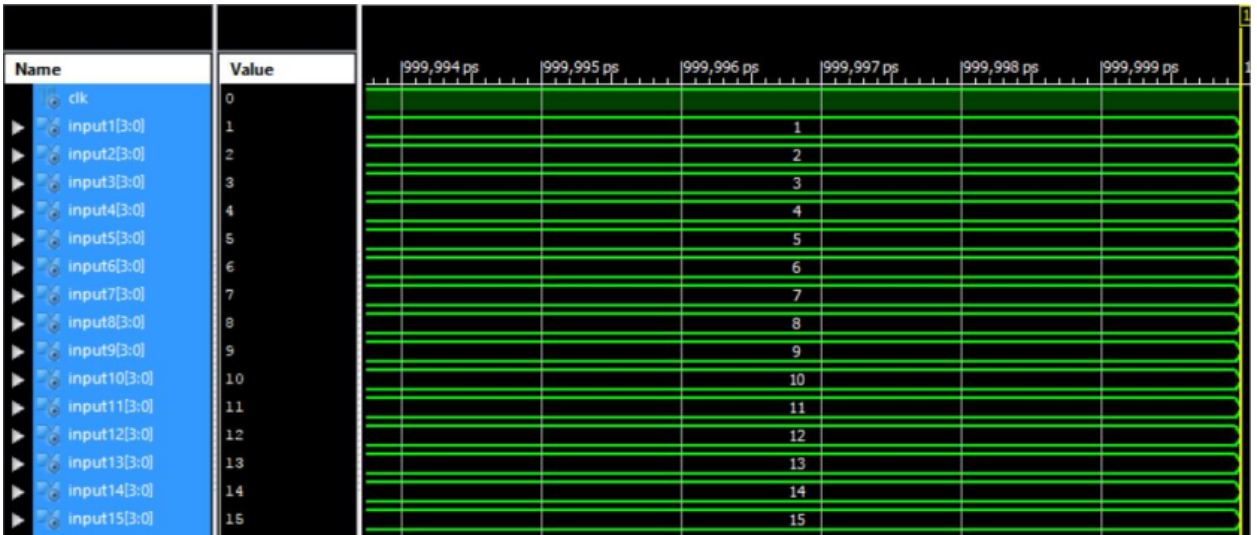 1
Name Value 999,994 ps 999,995 ps 999,996 ps 999,997 ps 999,998 ps 999,999 ps 1
clk 0
input1[3:0] 1 1
input2[3:0] 2 2
input3[3:0] 3 3
input4[3:0] 4 4
input5[3:0] 5 5
input6[3:0] 6 6
input7[3:0] 7 7
input8[3:0] 8 8
input9[3:0] 9 9
input10[3:0] 10 10
input11[3:0] 11 11
input12[3:0] 12 12
input13[3:0] 13 13
input14[3:0] 14 14
input15[3:0] 15 15